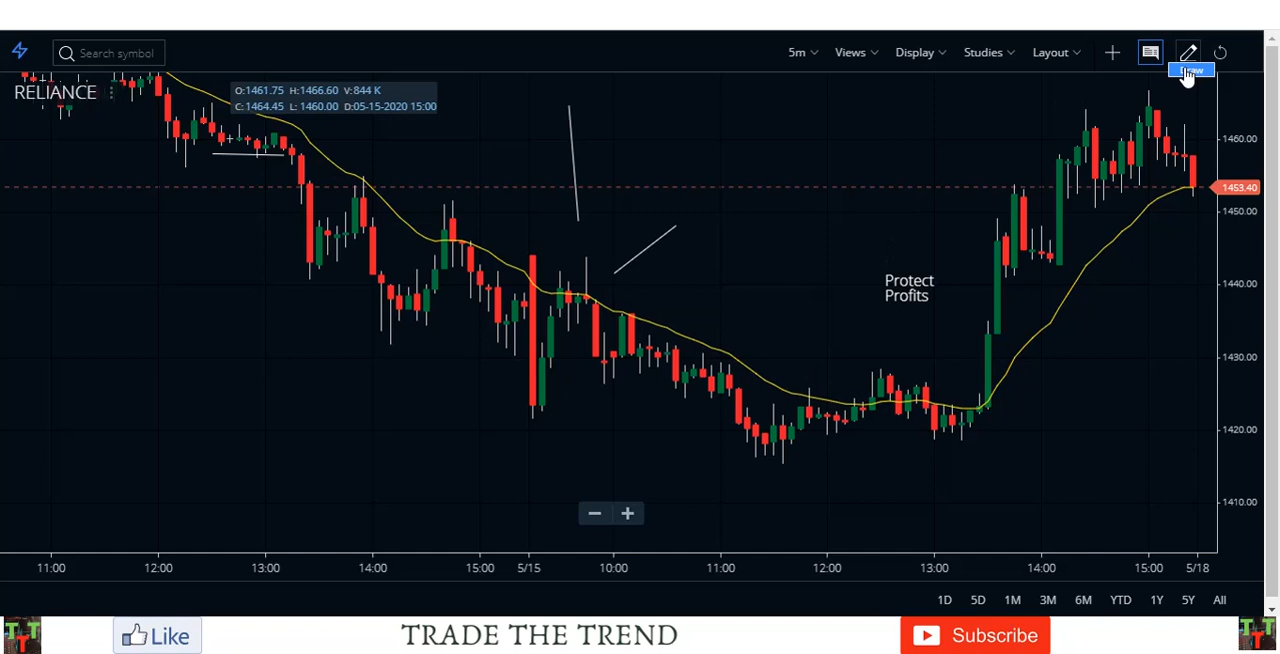 Search symbol
5m Views Display Studies Layout
Draw
RELIANCE
O:1461.75 H:1466.60 V:844 K
C:1464.45 L: 1460.00 D:05-15-2020 15:00
1460.00
1453.40
1450.00
1440.00
Protect
Profits
1430.00
1420.00
1410.00
11:00 12:00 13:00 14:00 15:00 5/15 10:00 11:00 12:00 13:00 14:00 15:00 5/18
1D 5D 1M 3M 6M YTD 1Y 5Y All
TTT Like TRADE THE TREND Subscribe TTT